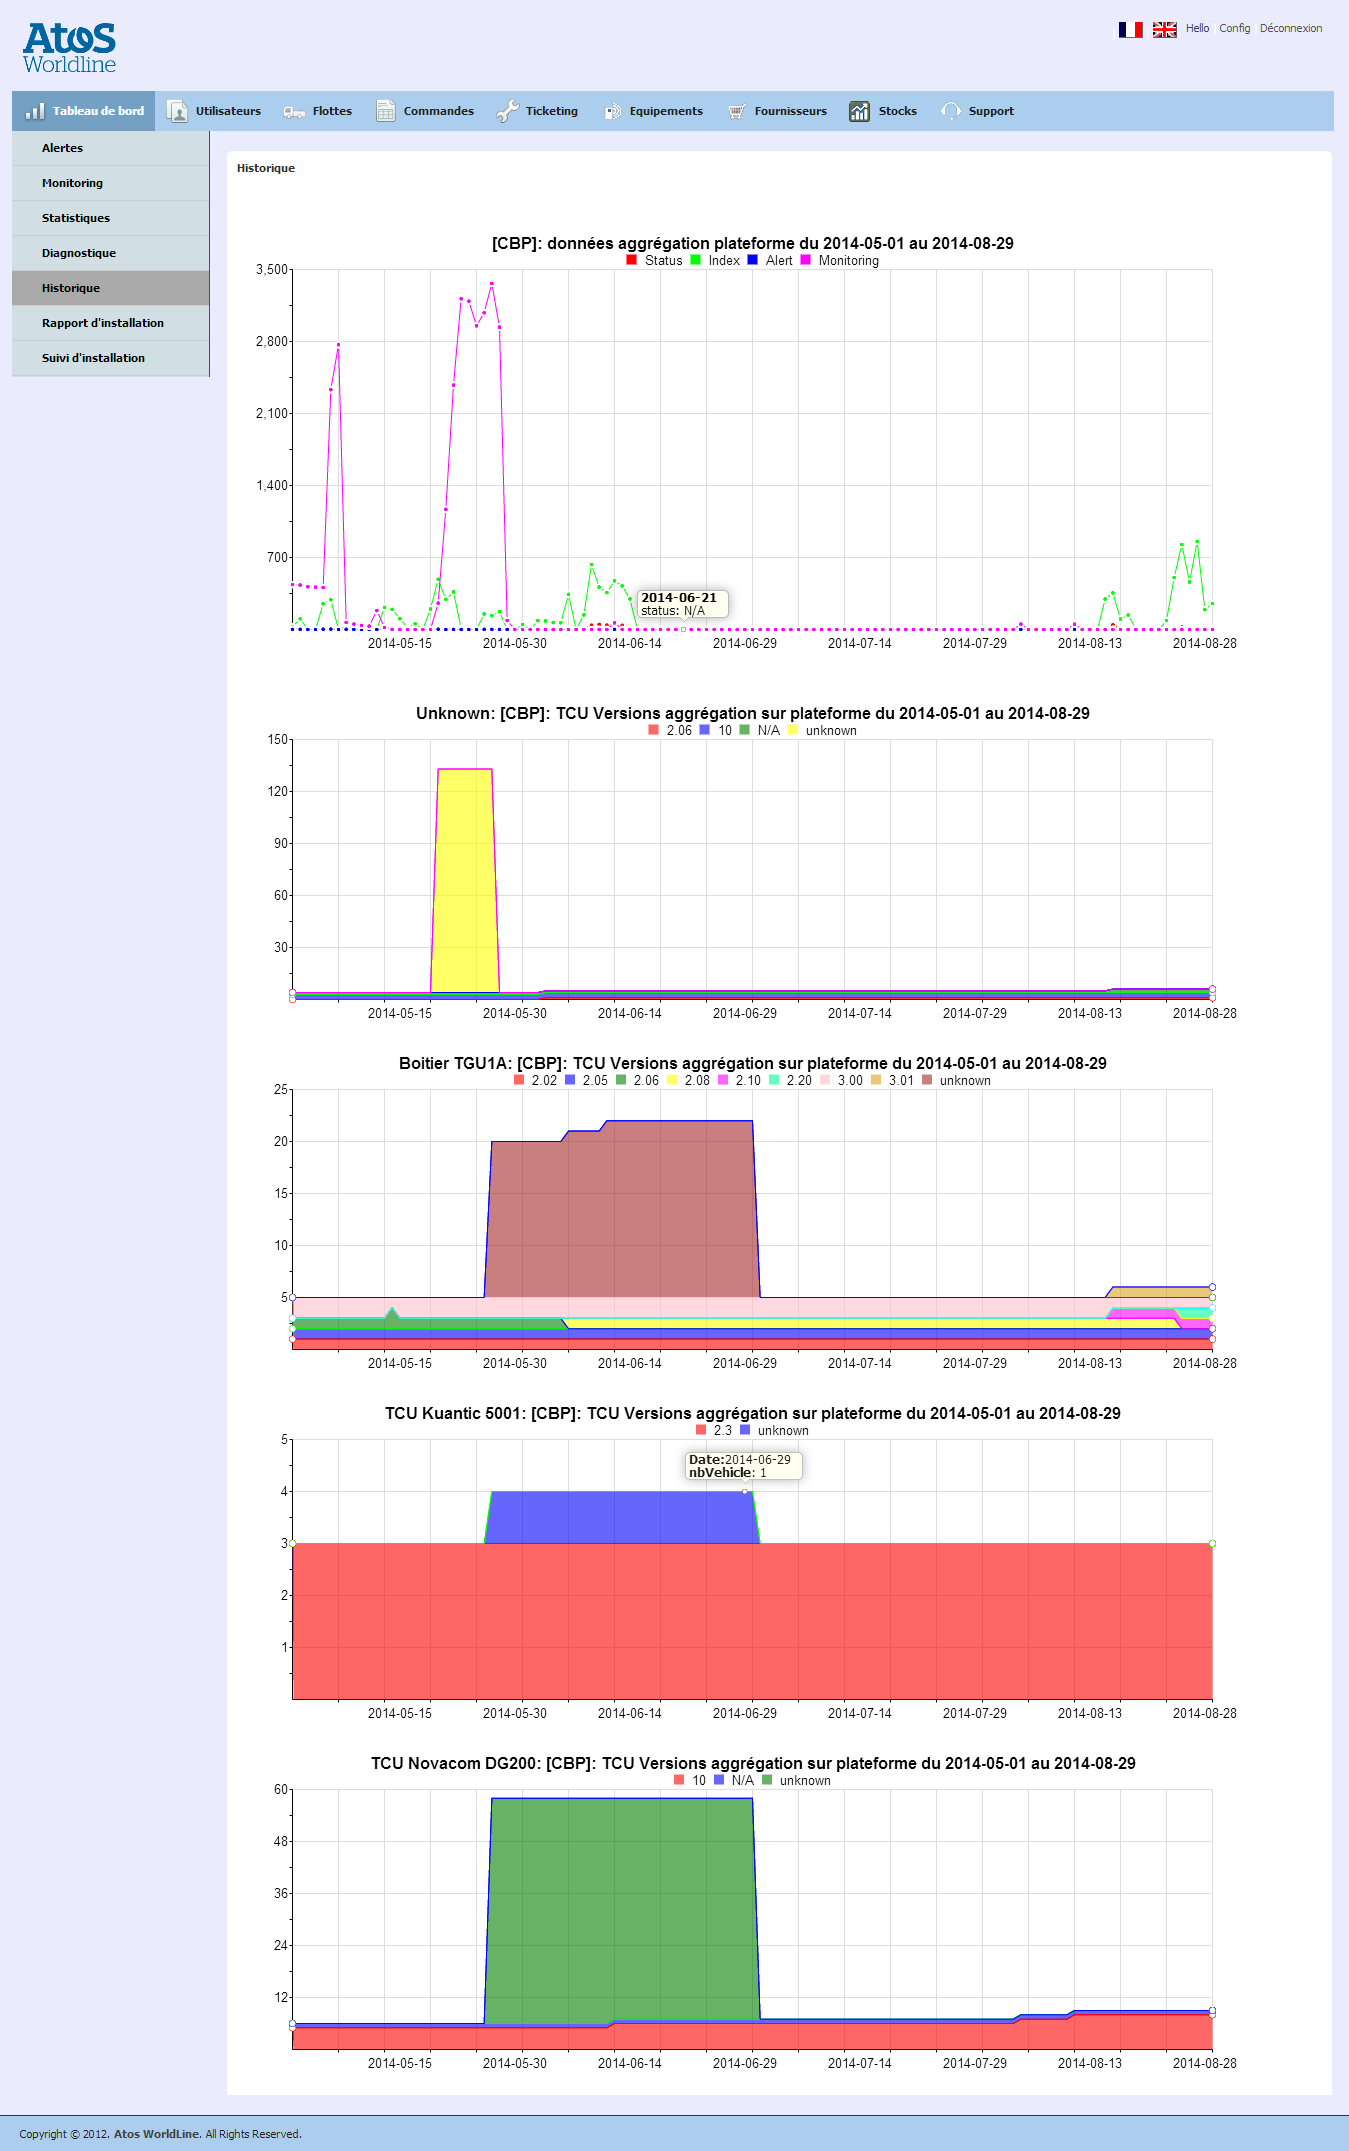 Atos
Worldline
Hello | Config | Déconnexion
Tableau de bord Utilisateurs Flottes Commandes Ticketing Equipements Fournisseurs Stocks Support
Alertes
Monitoring
Statistiques
Diagnostique
Historique
Rapport d'installation
Suivi d'installation
Historique
[CBP]: données aggrégation plateforme du 2014-05-01 au 2014-08-29
Status Index Alert Monitoring
3,500
2,800
2,100
1,400
700
2014-06-21
status: N/A
2014-05-15 2014-05-30 2014-06-14 2014-06-29 2014-07-14 2014-07-29 2014-08-13 2014-08-28
Unknown: [CBP]: TCU Versions aggrégation sur plateforme du 2014-05-01 au 2014-08-29
2.06 10 N/A unknown
150
120
90
60
30
2014-05-15 2014-05-30 2014-06-14 2014-06-29 2014-07-14 2014-07-29 2014-08-13 2014-08-28
Boitier TGU1A: [CBP]: TCU Versions aggrégation sur plateforme du 2014-05-01 au 2014-08-29
2.02 2.05 2.06 2.08 2.10 2.20 3.00 3.01 unknown
25
20
15
10
5
2014-05-15 2014-05-30 2014-06-14 2014-06-29 2014-07-14 2014-07-29 2014-08-13 2014-08-28
TCU Kuantic 5001: [CBP]: TCU Versions aggrégation sur plateforme du 2014-05-01 au 2014-08-29
2.3 unknown
5
Date:2014-06-29
nbVehicle: 1
4
3
2
1
2014-05-15 2014-05-30 2014-06-14 2014-06-29 2014-07-14 2014-07-29 2014-08-13 2014-08-28
TCU Novacom DG200: [CBP]: TCU Versions aggrégation sur plateforme du 2014-05-01 au 2014-08-29
10 N/A unknown
60
48
36
24
12
2014-05-15 2014-05-30 2014-06-14 2014-06-29 2014-07-14 2014-07-29 2014-08-13 2014-08-28
Copyright © 2012. Atos WorldLine. All Rights Reserved.